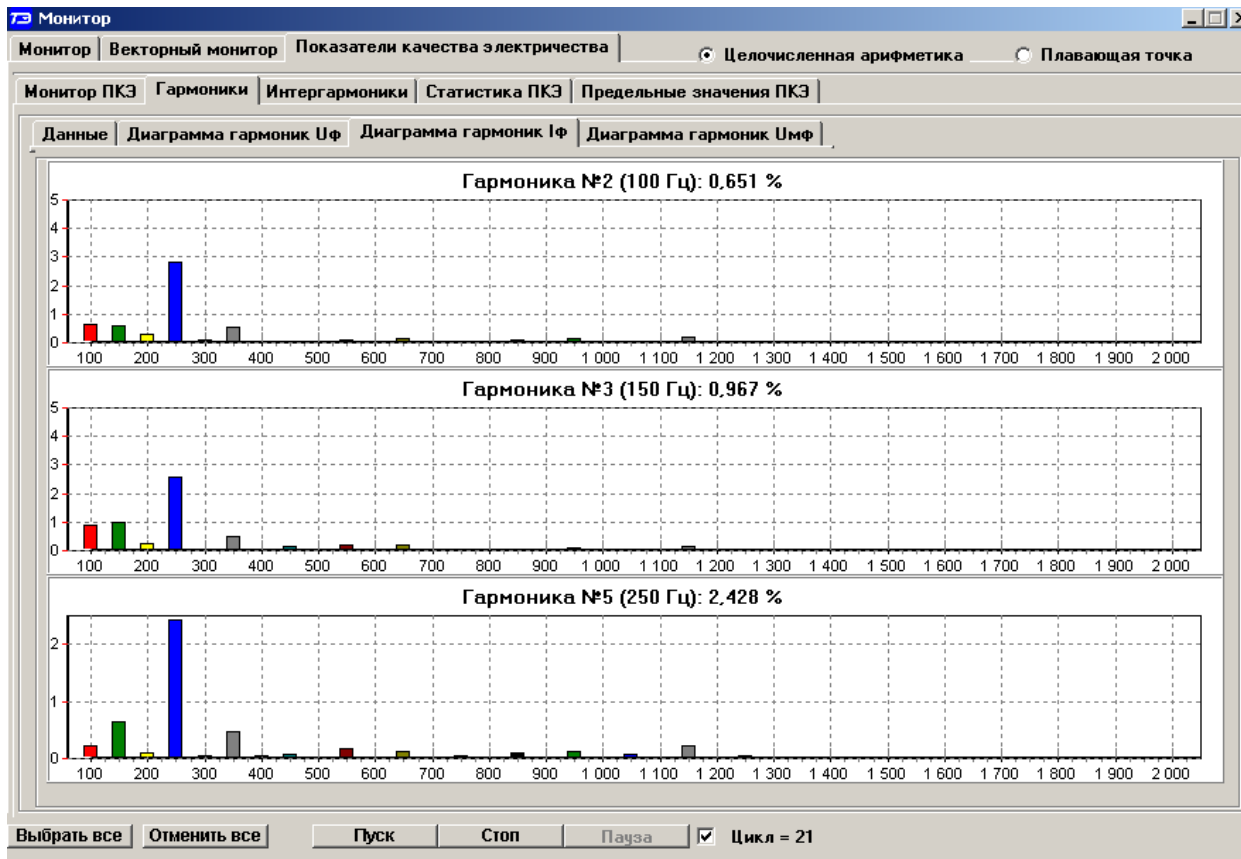 ТЭ Монитор
Монитор Векторный монитор Показатели качества электричества Целочисленная арифметика Плавающая точка
Монитор ПКЭ Гармоники Интергармоники Статистика ПКЭ Предельные значения ПКЭ
Данные Диаграмма гармоник Uф Диаграмма гармоник Iф Диаграмма гармоник Uмф
Гармоника №2 (100 Гц): 0,651 %
5
4
3
2
1
0
100 200 300 400 500 600 700 800 900 1 000 1 100 1 200 1 300 1 400 1 500 1 600 1 700 1 800 1 900 2 000
Гармоника №3 (150 Гц): 0,967 %
5
4
3
2
1
0
100 200 300 400 500 600 700 800 900 1 000 1 100 1 200 1 300 1 400 1 500 1 600 1 700 1 800 1 900 2 000
Гармоника №5 (250 Гц): 2,428 %
2
1
0
100 200 300 400 500 600 700 800 900 1 000 1 100 1 200 1 300 1 400 1 500 1 600 1 700 1 800 1 900 2 000
Выбрать все Отменить все Пуск Стоп Пауза Цикл = 21